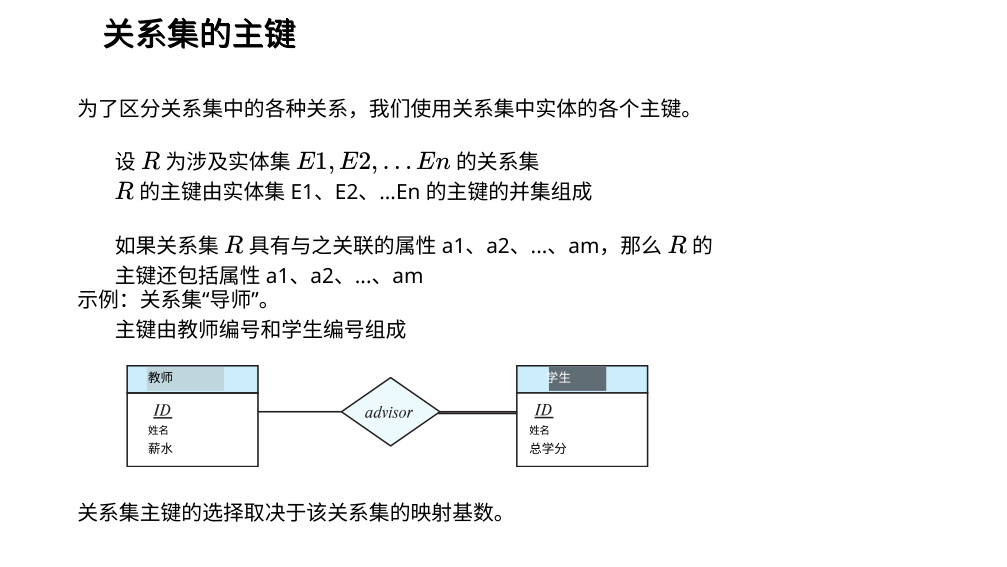 关系集的主键
为了区分关系集中的各种关系，我们使用关系集中实体的各个主键。
设 R 为涉及实体集 E1, E2, ... En 的关系集
R 的主键由实体集 E1、E2、...En 的主键的并集组成
如果关系集 R 具有与之关联的属性 a1、a2、...、am，那么 R 的
主键还包括属性 a1、a2、...、am
示例：关系集“导师”。
主键由教师编号和学生编号组成
教师
ID
姓名
薪水
advisor
学生
ID
姓名
总学分
关系集主键的选择取决于该关系集的映射基数。